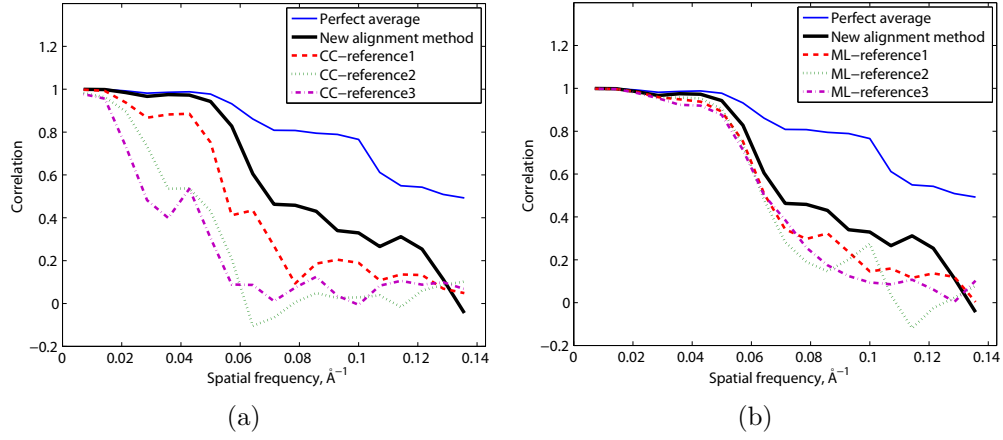 Perfect average
New alignment method
CC−reference1
CC−reference2
CC−reference3
1.2
1
0.8
0.6
0.4
0.2
0
−0.2
Correlation
0
0.02
0.04
0.06
0.08
0.1
0.12
0.14
Spatial frequency, Å−1
(a)
Perfect average
New alignment method
ML−reference1
ML−reference2
ML−reference3
1.2
1
0.8
0.6
0.4
0.2
0
−0.2
Correlation
0
0.02
0.04
0.06
0.08
0.1
0.12
0.14
Spatial frequency, Å−1
(b)